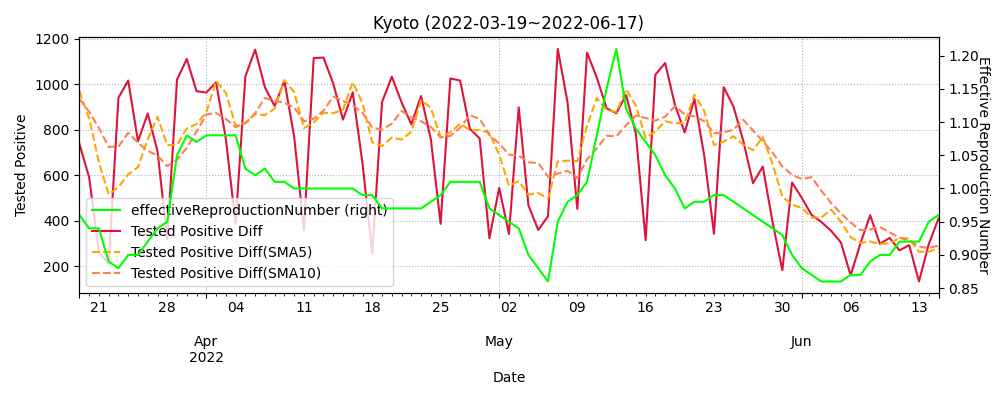 Kyoto (2022-03-19~2022-06-17)
Tested Positive
1200
1000
800
600
400
200
1.20
1.15
1.10
1.05
1.00
0.95
0.90
0.85
Effective Reproduction Number
effectiveReproductionNumber (right)
Tested Positive Diff
Tested Positive Diff(SMA5)
Tested Positive Diff(SMA10)
21 28 04 11 18 25 02 09 16 23 30 06 13
Apr May Jun
2022
Date